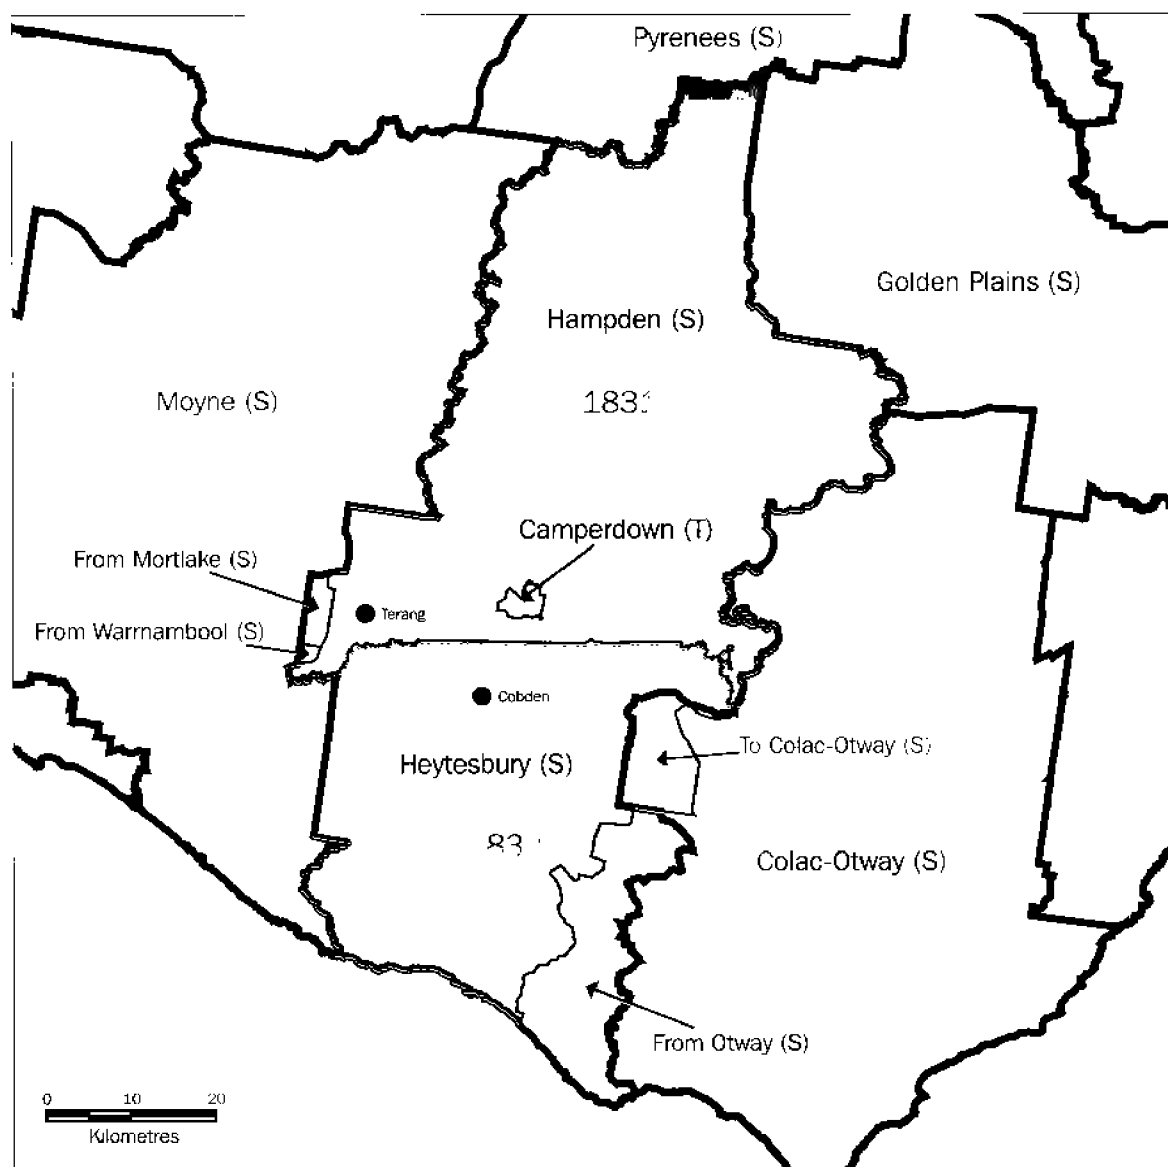 Pyrenees (S)
Golden Plains (S)
Hampden (S)
Moyne (S)
Camperdown (T)
From Mortlake (S)
Terang
From Warrnambool (S)
Cobden
To Colac-Otway (S)
Heytesbury (S)
Colac-Otway (S)
From Otway (S)
0 10 20
Kilometres